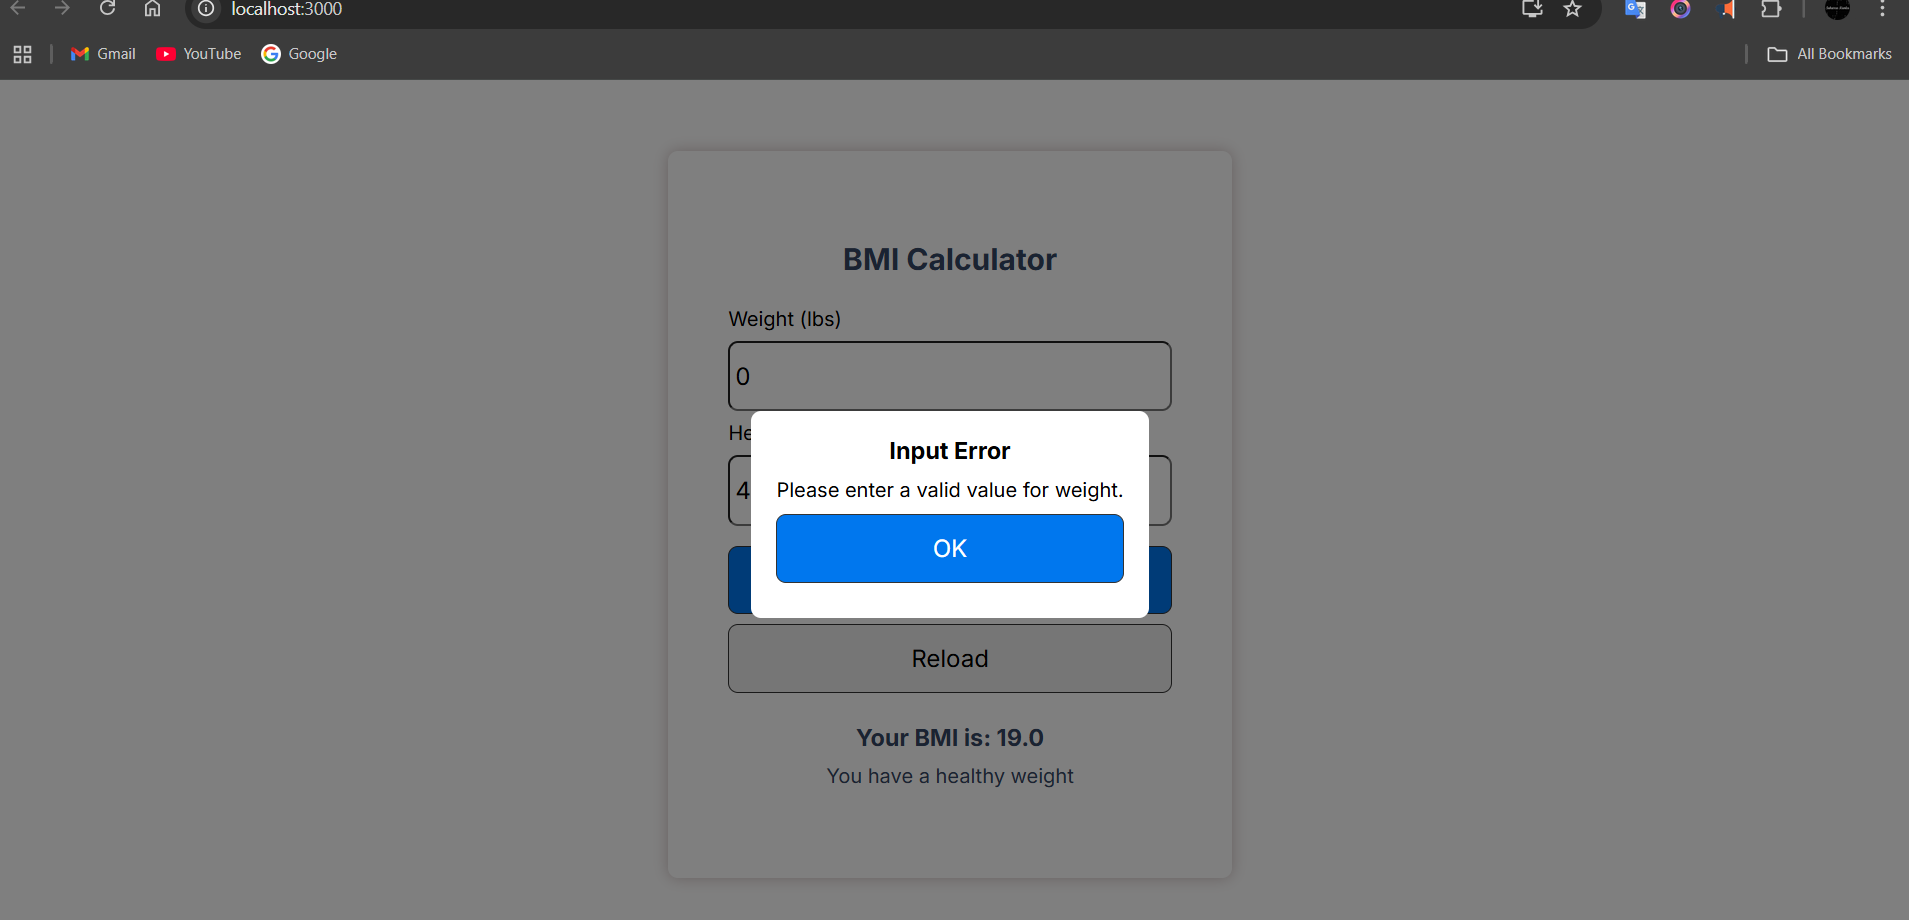 localhost:3000
Gmail YouTube Google All Bookmarks
BMI Calculator
Weight (lbs)
0
He
4
Input Error
Please enter a valid value for weight.
OK
Reload
Your BMI is: 19.0
You have a healthy weight